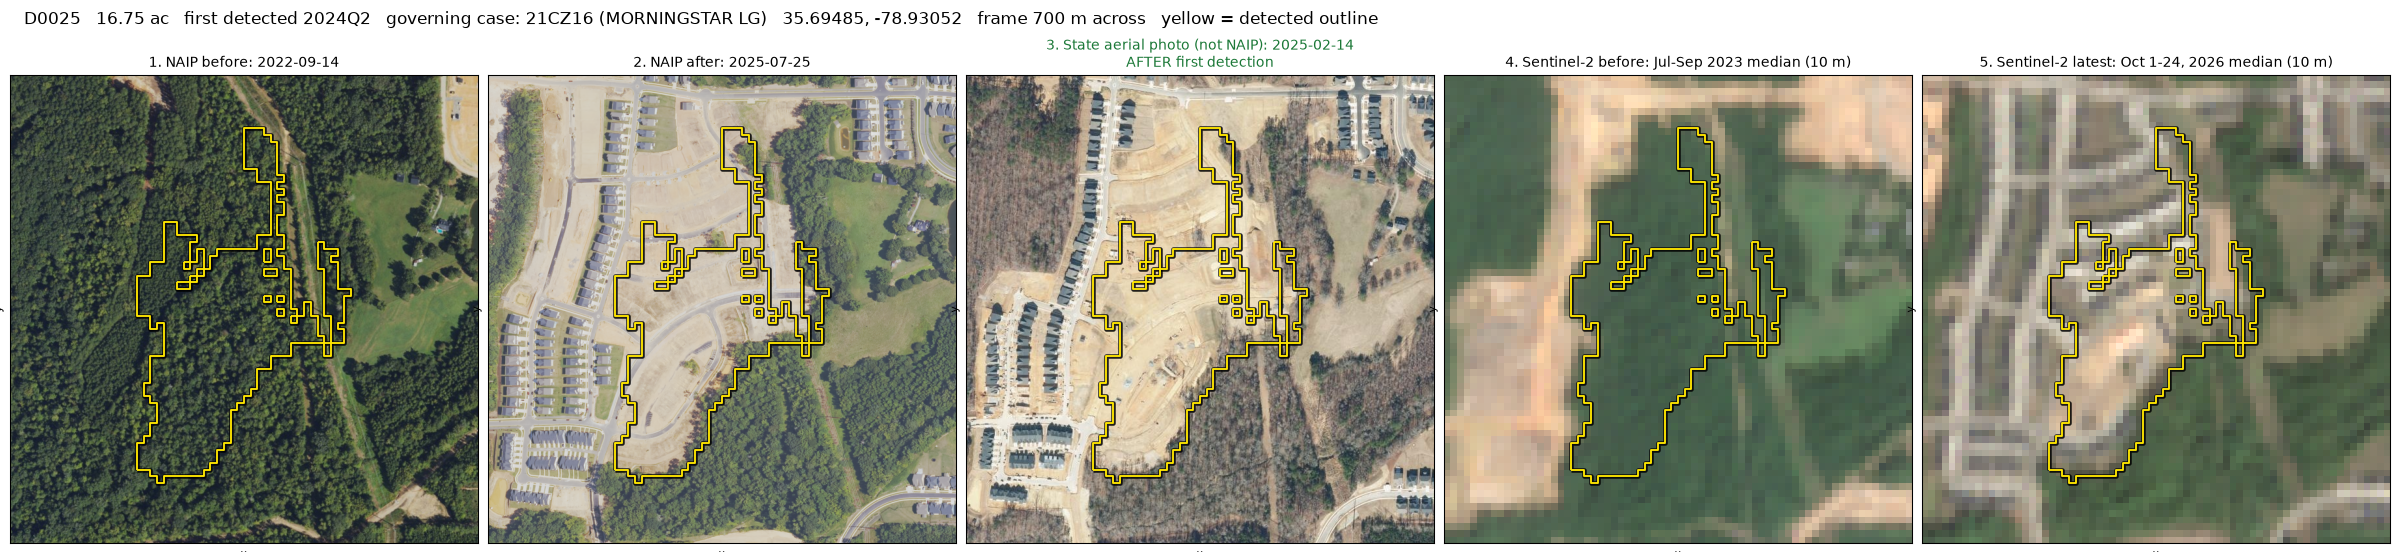 D0025 16.75 ac first detected 2024Q2 governing case: 21CZ16 (MORNINGSTAR LG) 35.69485, -78.93052 frame 700 m across yellow = detected outline
1. NAIP before: 2022-09-14
2. NAIP after: 2025-07-25
3. State aerial photo (not NAIP): 2025-02-14
AFTER first detection
4. Sentinel-2 before: Jul-Sep 2023 median (10 m)
5. Sentinel-2 latest: Oct 1-24, 2026 median (10 m)